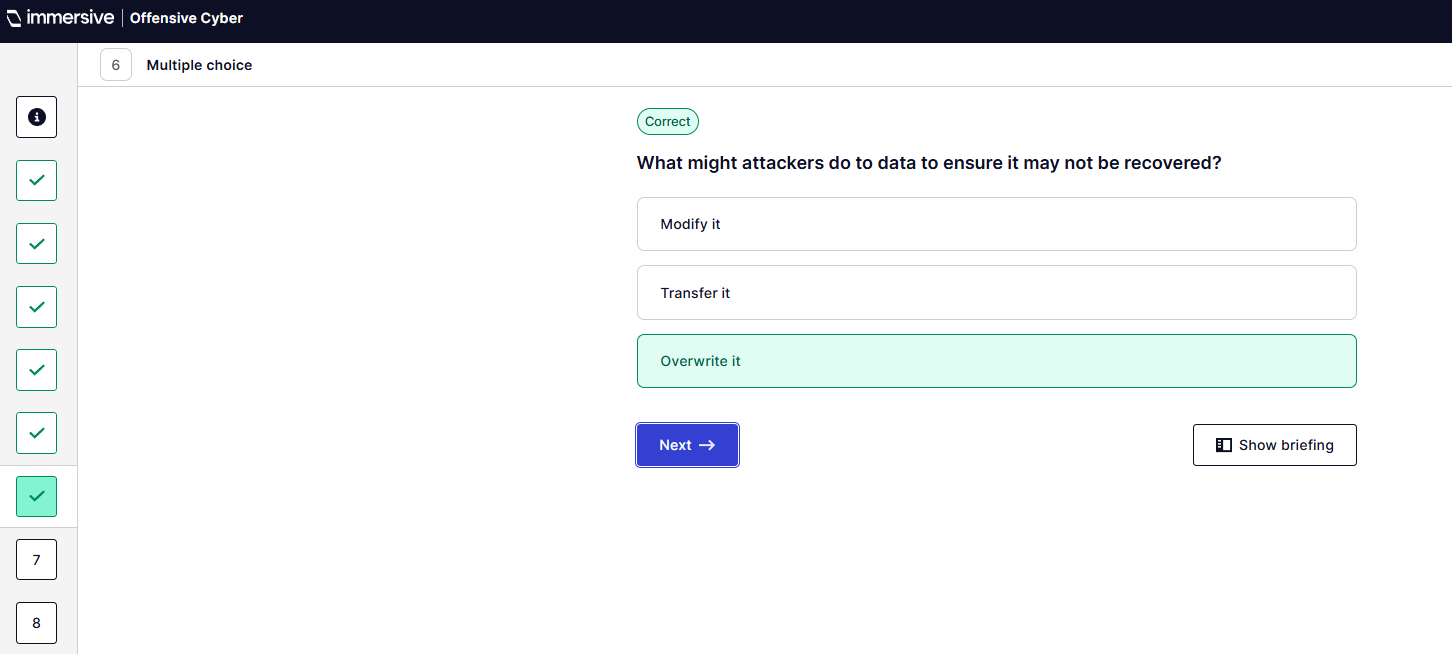 immersive | Offensive Cyber
6 Multiple choice
Correct
What might attackers do to data to ensure it may not be recovered?
Modify it
Transfer it
Overwrite it
Next →
Show briefing
7
8